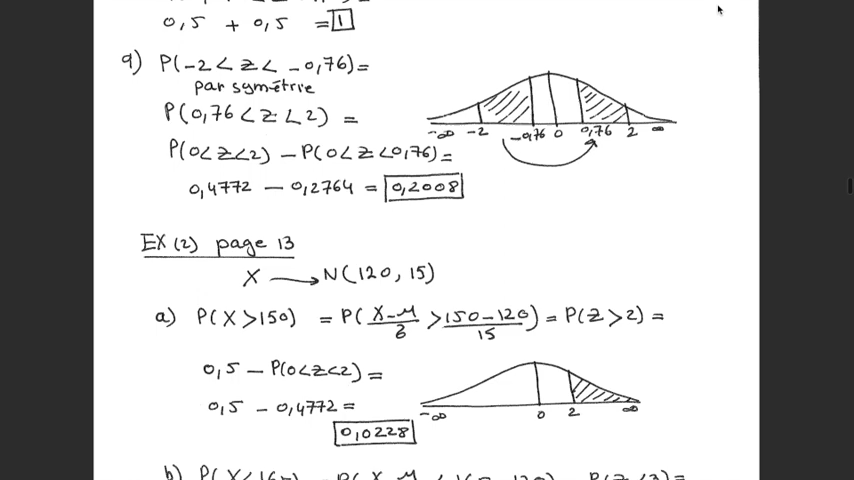 0,5 + 0,5 = 1
9) P(-2 < Z < -0,76) =
par symétrie
P(0,76 < Z < 2) =
-∞ -2 -0,76 0 0,76 2 ∞
P(0 < Z < 2) - P(0 < Z < 0,76) =
0,4772 - 0,2764 = 0,2008
EX (2) page 13
X → N(120, 15)
a) P(X > 150) = P( (X-μ)/б > (150-120)/15 ) = P(Z > 2) =
0,5 - P(0 < Z < 2) =
0,5 - 0,4772 =
-∞ 0 2 ∞
0,0228